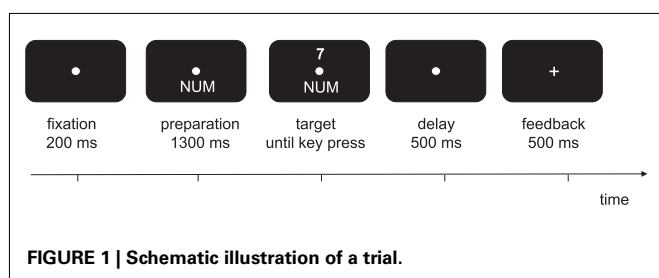 7
NUM
NUM
+
fixation
200 ms
preparation
1300 ms
target
until key press
delay
500 ms
feedback
500 ms
time
FIGURE 1 | Schematic illustration of a trial.